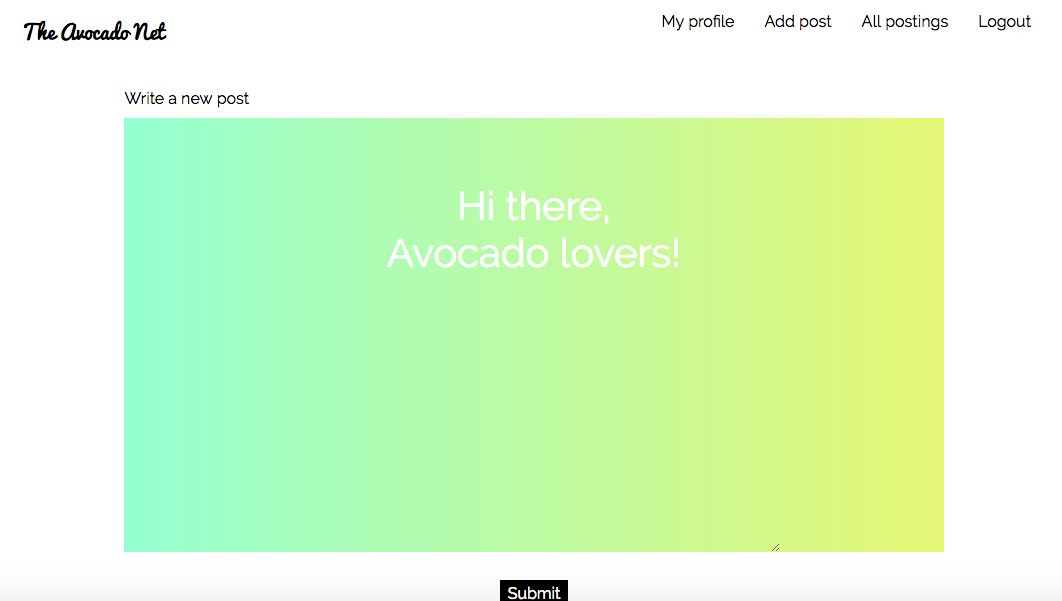 The Avocado Net
My profile Add post All postings Logout
Write a new post
Hi there,
Avocado lovers!
Submit